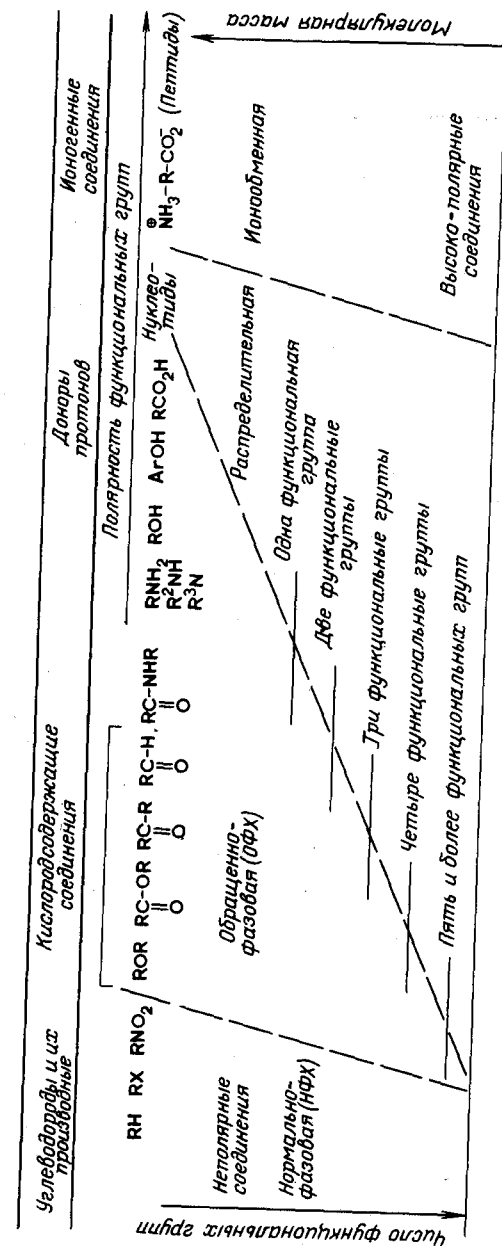 Углеводороды и их
производные
Кислородсодержащие
соединения
Доноры
протонов
Ионогенные
соединения
Полярность функциональных групп
RH RX RNO₂
ROR RC–OR RC–R RC–H, RC–NHR
O O O O
RNH₂
R²NH
R³N
ROH ArOH RCO₂H
Нуклео-
тиды
⊕
NH₃–R–CO₂⁻ (Пептиды)
Неполярные
соединения
Нормально-
фазовая (НФХ)
Обращенно-
фазовая (ОФХ)
Распределительная
Ионообменная
Одна функциональная
группа
Две функциональные
группы
Три функциональные группы
Четыре функциональные группы
Пять и более функциональных групп
Высоко-полярные
соединения
Число функциональных групп
Молекулярная масса